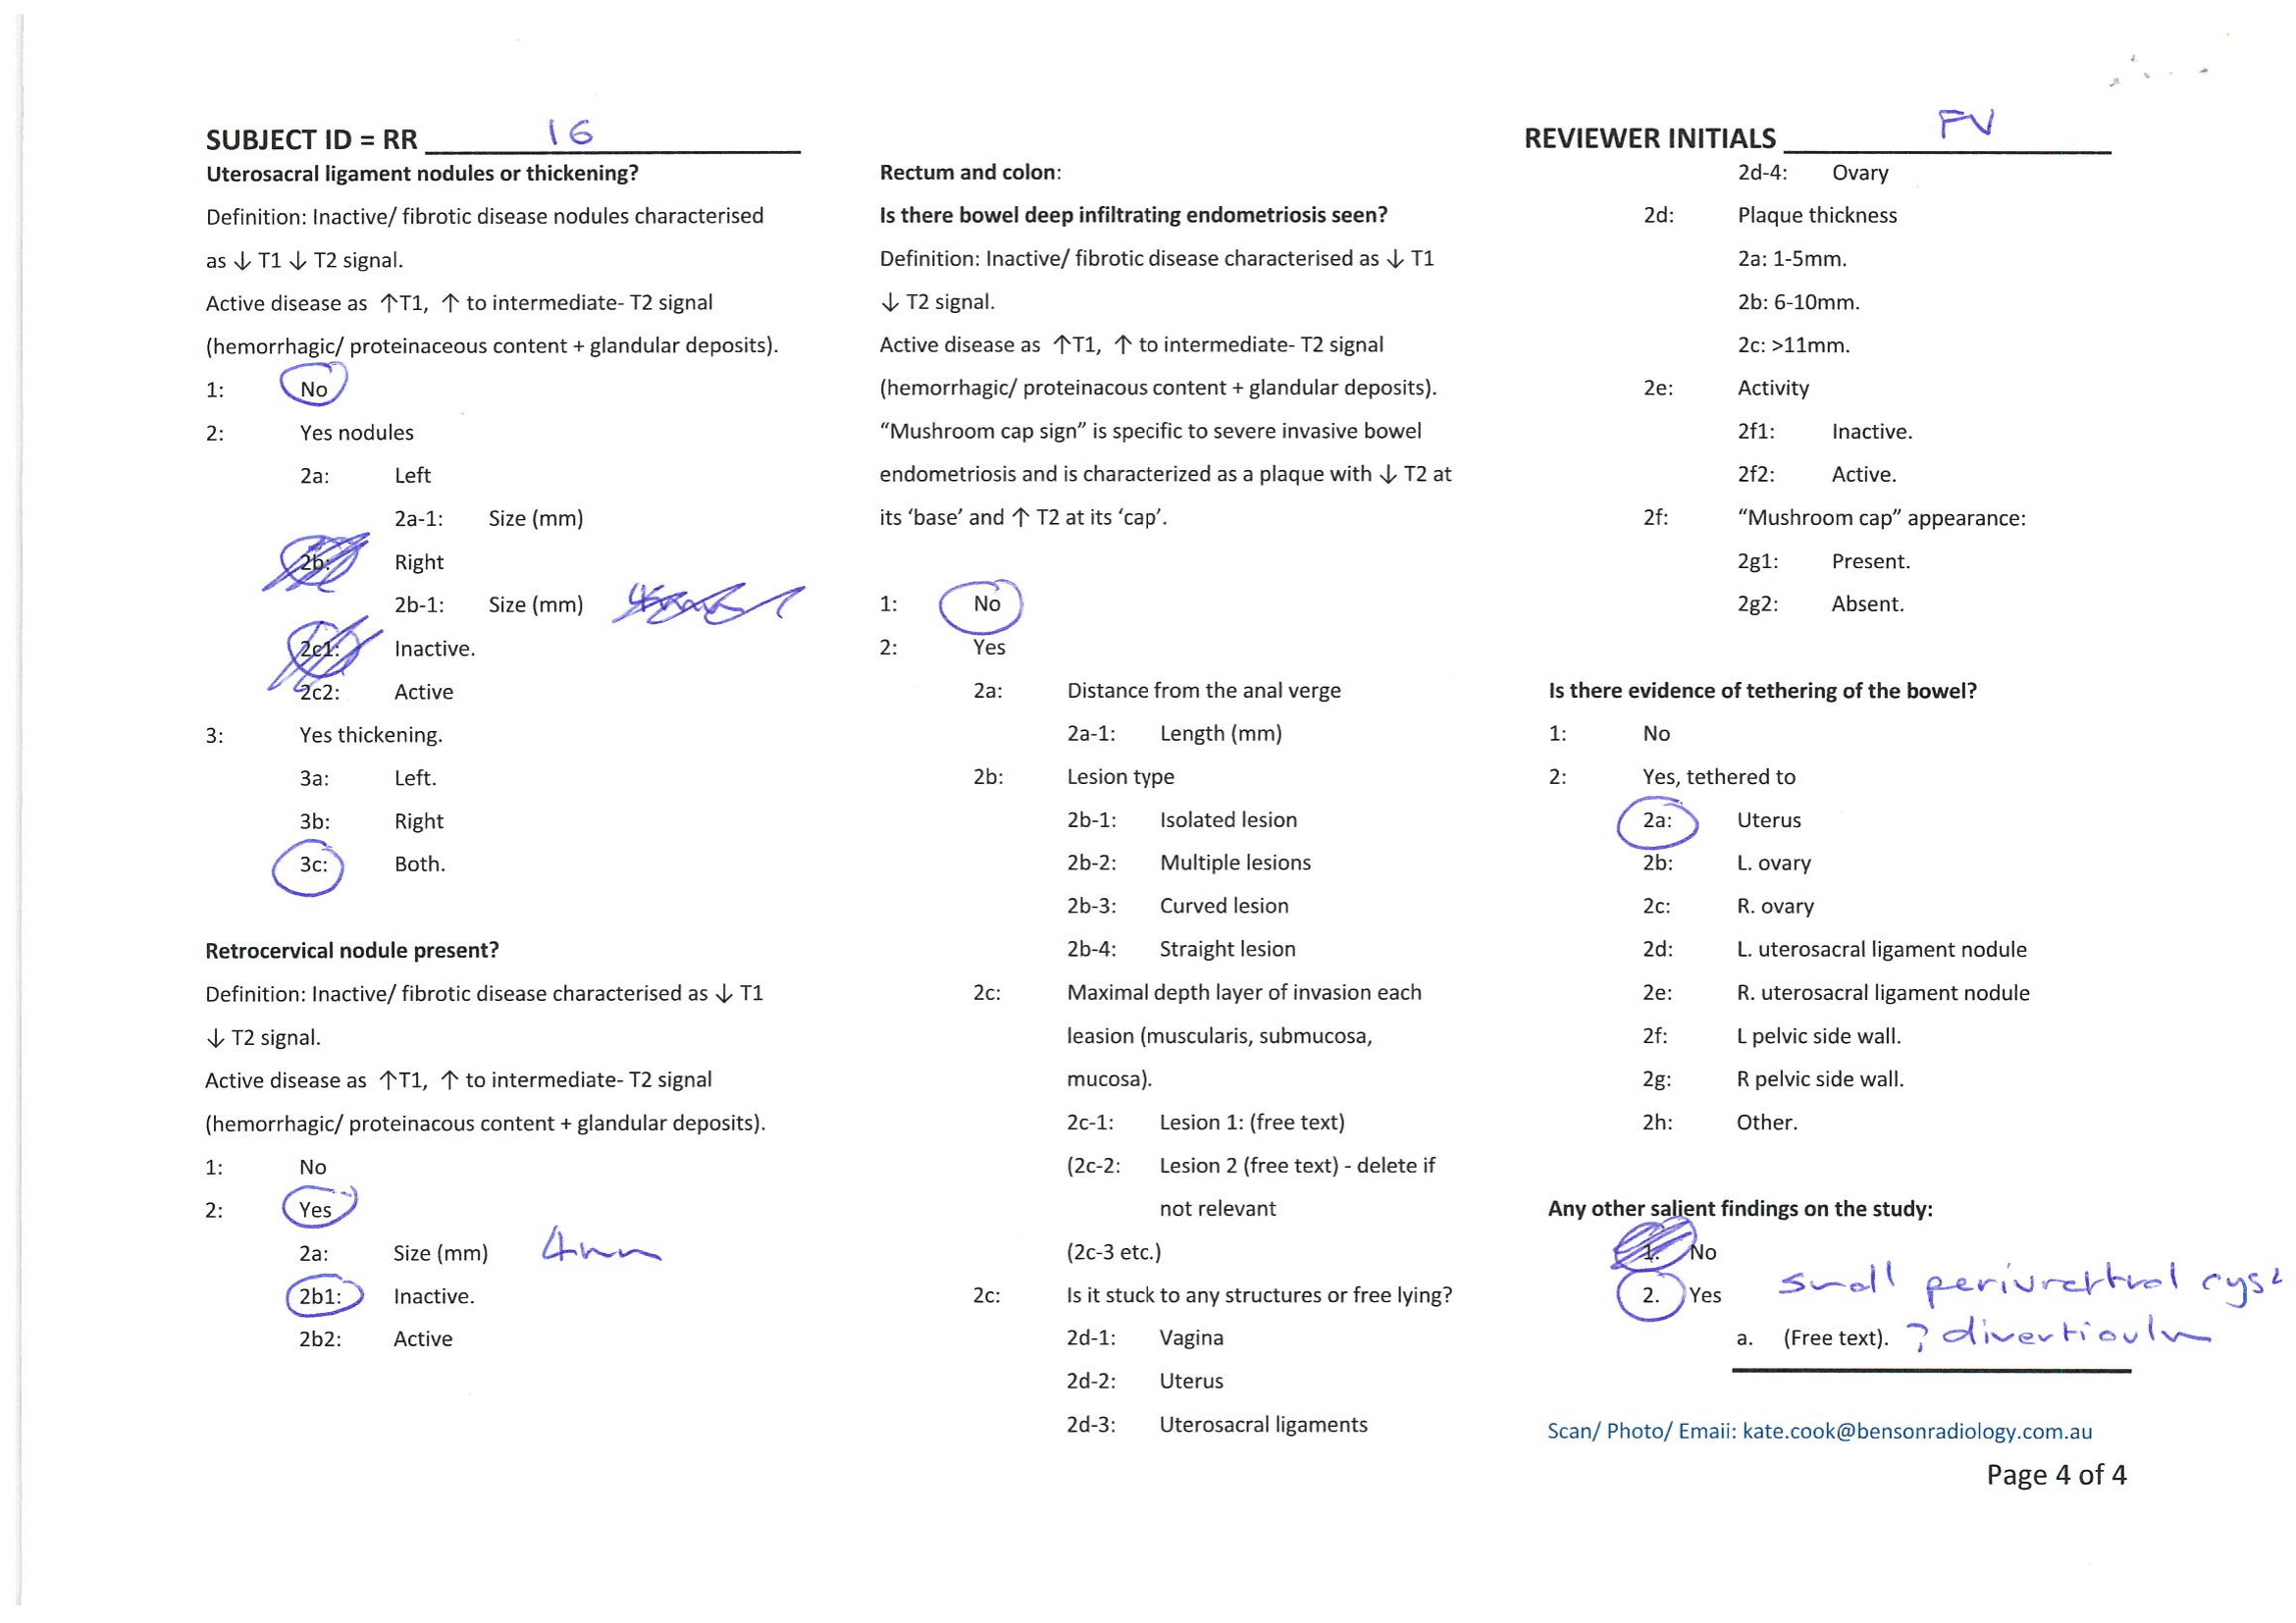 SUBJECT ID = RR 16
REVIEWER INITIALS FV
Uterosacral ligament nodules or thickening?
Definition: Inactive/ fibrotic disease nodules characterised
as ↓ T1 ↓ T2 signal.
Active disease as ↑T1, ↑ to intermediate- T2 signal
(hemorrhagic/ proteinaceous content + glandular deposits).
1: No
2: Yes nodules
2a: Left
2a-1: Size (mm)
2b: Right
2b-1: Size (mm)
2c1: Inactive.
2c2: Active
3: Yes thickening.
3a: Left.
3b: Right
3c: Both.
Retrocervical nodule present?
Definition: Inactive/ fibrotic disease characterised as ↓ T1
↓ T2 signal.
Active disease as ↑T1, ↑ to intermediate- T2 signal
(hemorrhagic/ proteinacous content + glandular deposits).
1: No
2: Yes
2a: Size (mm) 4mm
2b1: Inactive.
2b2: Active
Rectum and colon:
Is there bowel deep infiltrating endometriosis seen?
Definition: Inactive/ fibrotic disease characterised as ↓ T1
↓ T2 signal.
Active disease as ↑T1, ↑ to intermediate- T2 signal
(hemorrhagic/ proteinacous content + glandular deposits).
“Mushroom cap sign” is specific to severe invasive bowel
endometriosis and is characterized as a plaque with ↓ T2 at
its ‘base’ and ↑ T2 at its ‘cap’.
1: No
2: Yes
2a: Distance from the anal verge
2a-1: Length (mm)
2b: Lesion type
2b-1: Isolated lesion
2b-2: Multiple lesions
2b-3: Curved lesion
2b-4: Straight lesion
2c: Maximal depth layer of invasion each
leasion (muscularis, submucosa,
mucosa).
2c-1: Lesion 1: (free text)
(2c-2: Lesion 2 (free text) - delete if
not relevant
(2c-3 etc.)
2c: Is it stuck to any structures or free lying?
2d-1: Vagina
2d-2: Uterus
2d-3: Uterosacral ligaments
2d-4: Ovary
2d: Plaque thickness
2a: 1-5mm.
2b: 6-10mm.
2c: >11mm.
2e: Activity
2f1: Inactive.
2f2: Active.
2f: “Mushroom cap” appearance:
2g1: Present.
2g2: Absent.
Is there evidence of tethering of the bowel?
1: No
2: Yes, tethered to
2a: Uterus
2b: L. ovary
2c: R. ovary
2d: L. uterosacral ligament nodule
2e: R. uterosacral ligament nodule
2f: L pelvic side wall.
2g: R pelvic side wall.
2h: Other.
Any other salient findings on the study:
1. No
2. Yes small periurethral cyst
a. (Free text). ? diverticulum
Scan/ Photo/ Emaii: kate.cook@bensonradiology.com.au
Page 4 of 4